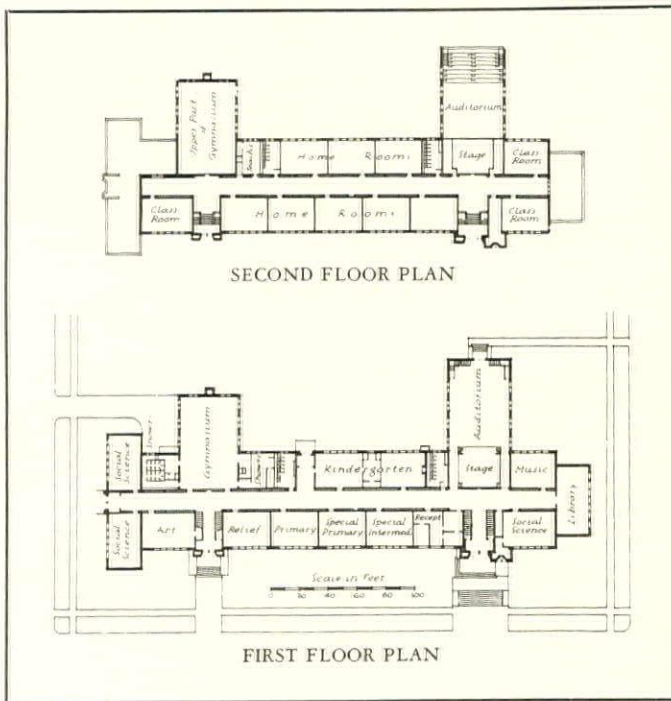 Auditorium
Upper Part
of
Gymnasium
Teachs
Home Rooms
Stage
Class
Room
Class
Room
Home Rooms
Class
Room
SECOND FLOOR PLAN
Shower
Gymnasium
Auditorium
Social
Science
Showers
Kindergarten
Stage
Music
Library
Social
Science
Art
Relief
Primary
Special
Primary
Special
Intermed.
Recept.
Social
Science
Scale in Feet
0 20 40 60 80 100
FIRST FLOOR PLAN